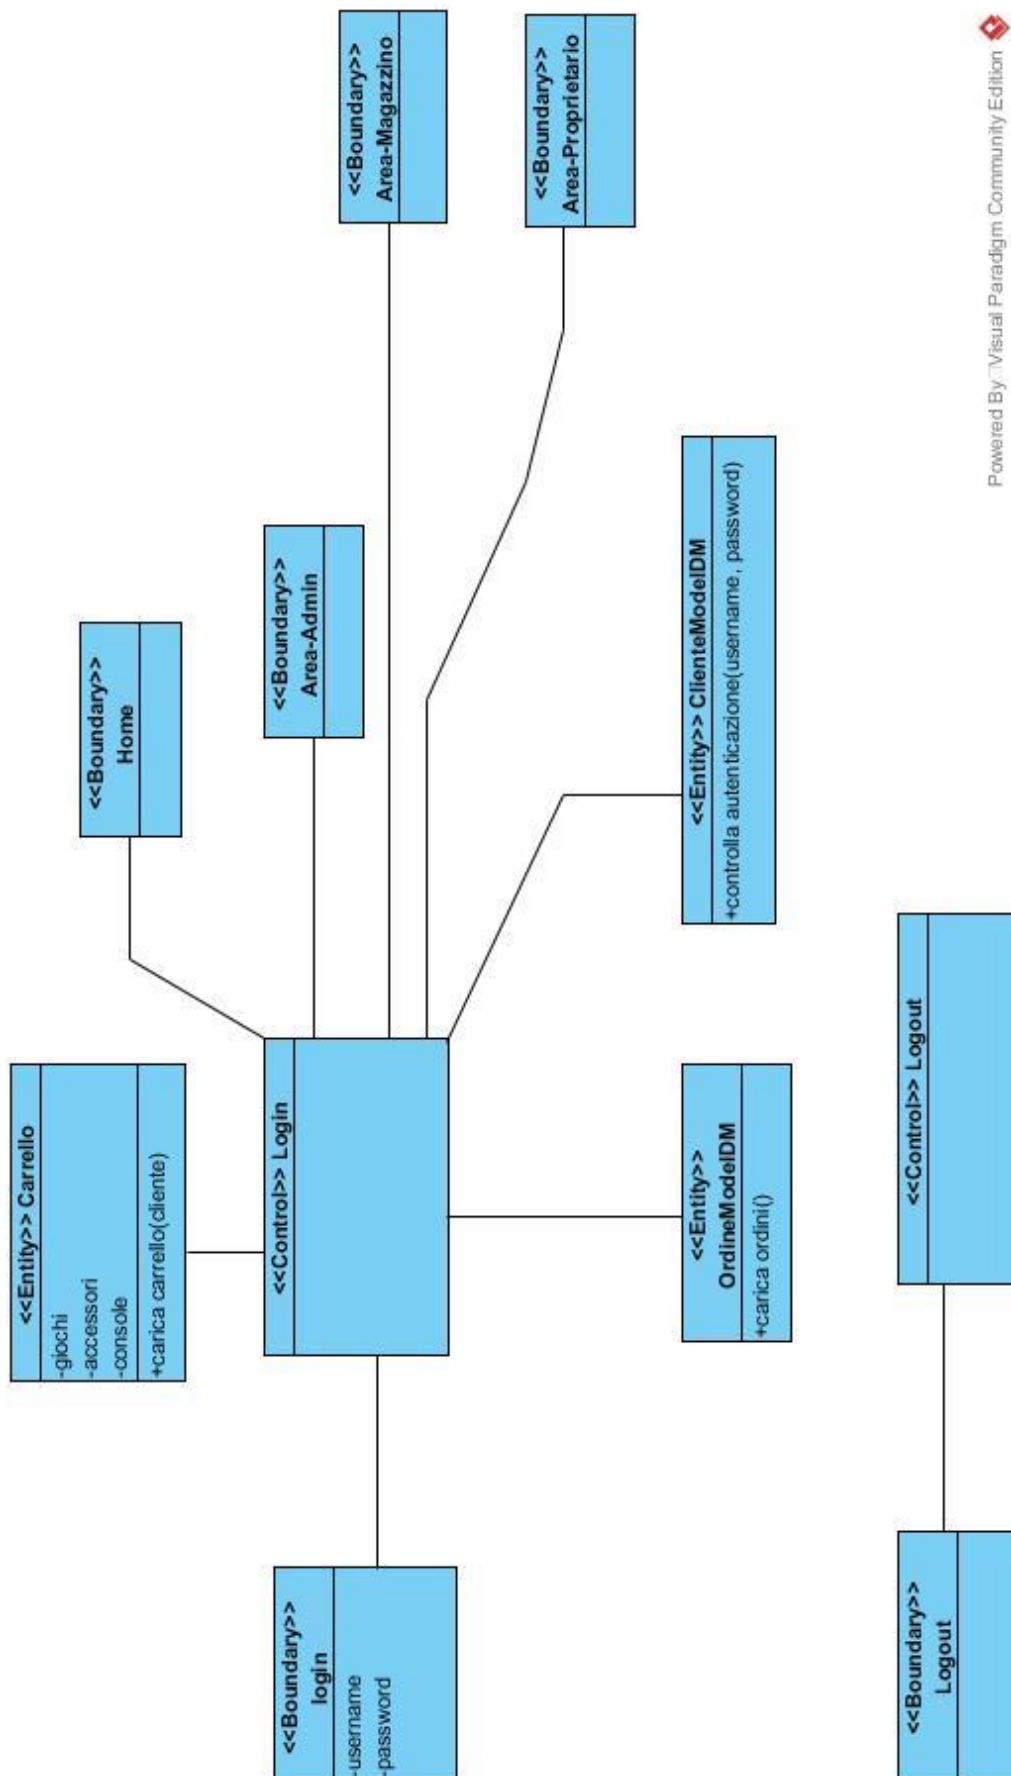 <<Entity>> Carrello
-giochi
-accessori
-console
+carica carrello(cliente)
<<Boundary>>
Home
<<Boundary>>
login
-username
-password
<<Control>> Login
<<Boundary>>
Area-Admin
<<Boundary>>
Area-Magazzino
<<Boundary>>
Area-Proprietario
<<Entity>>
OrdineModelDM
+carica ordini()
<<Entity>> ClienteModelDM
+controlla autenticazione(username, password)
<<Boundary>>
Logout
<<Control>> Logout
Powered By Visual Paradigm Community Edition